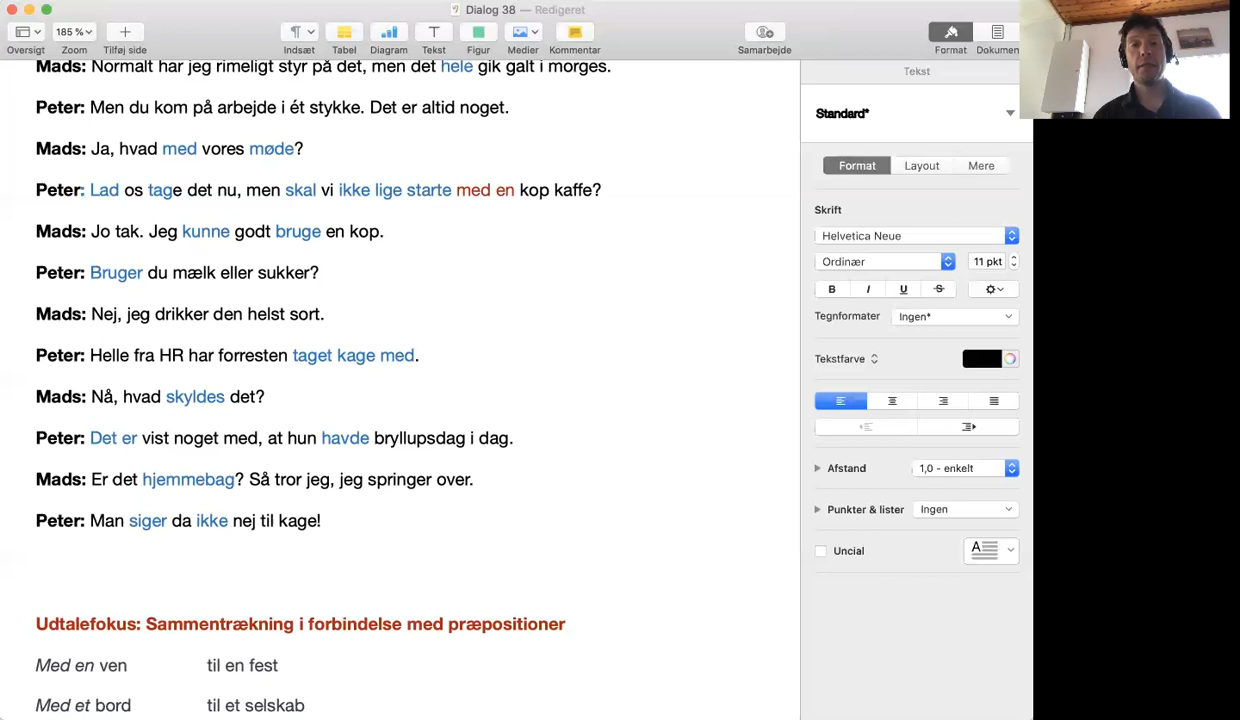 Dialog 38 — Redigeret
185 %
Oversigt Zoom Tilføj side Indsæt Tabel Diagram Tekst Figur Medier Kommentar Samarbejde Format Dokument
Mads: Normalt har jeg rimeligt styr på det, men det hele gik galt i morges.
Peter: Men du kom på arbejde i ét stykke. Det er altid noget.
Mads: Ja, hvad med vores møde?
Peter: Lad os tage det nu, men skal vi ikke lige starte med en kop kaffe?
Mads: Jo tak. Jeg kunne godt bruge en kop.
Peter: Bruger du mælk eller sukker?
Mads: Nej, jeg drikker den helst sort.
Peter: Helle fra HR har forresten taget kage med.
Mads: Nå, hvad skyldes det?
Peter: Det er vist noget med, at hun havde bryllupsdag i dag.
Mads: Er det hjemmebag? Så tror jeg, jeg springer over.
Peter: Man siger da ikke nej til kage!
Udtalefokus: Sammentrækning i forbindelse med præpositioner
Med en ven til en fest
Med et bord til et selskab
Tekst
Standard*
Format Layout Mere
Skrift
Helvetica Neue
Ordinær 11 pkt
B I U S
Tegnformater Ingen*
Tekstfarve
Afstand 1,0 - enkelt
Punkter & lister Ingen
Uncial A